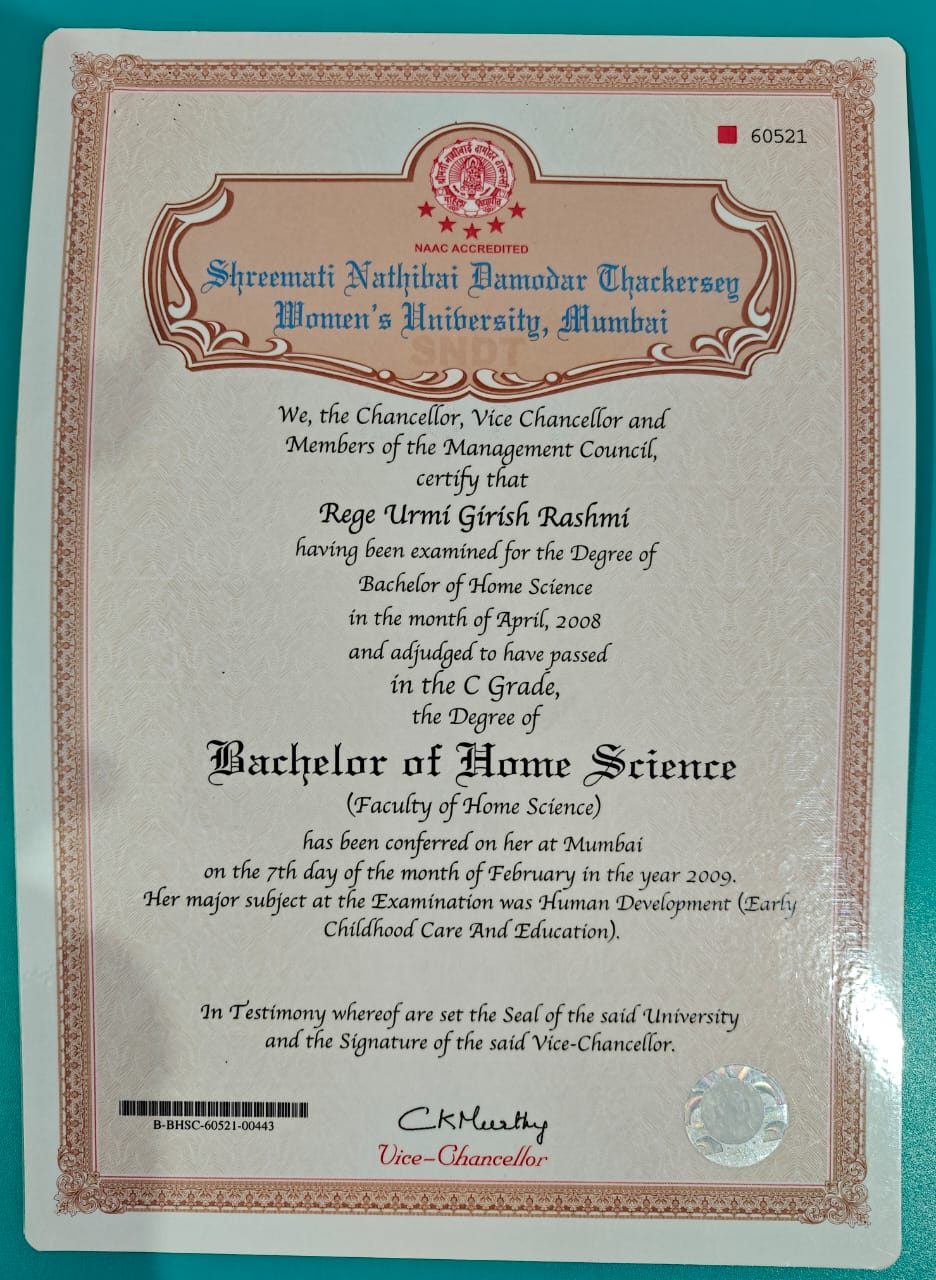 60521
श्रीमती नाथीबाई दामोदर ठाकरसी
महिला विद्यापीठ
NAAC ACCREDITED
Shreemati Nathibai Damodar Thackersey
Women's University, Mumbai
SNDT
We, the Chancellor, Vice Chancellor and
Members of the Management Council,
certify that
Rege Urmi Girish Rashmi
having been examined for the Degree of
Bachelor of Home Science
in the month of April, 2008
and adjudged to have passed
in the C Grade,
the Degree of
Bachelor of Home Science
(Faculty of Home Science)
has been conferred on her at Mumbai
on the 7th day of the month of February in the year 2009.
Her major subject at the Examination was Human Development (Early
Childhood Care And Education).
In Testimony whereof are set the Seal of the said University
and the Signature of the said Vice-Chancellor.
B-BHSC-60521-00443
CKMurthy
Vice-Chancellor